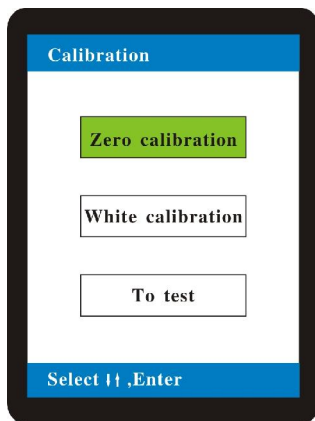 Calibration
Zero calibration
White calibration
To test
Select ↓↑ ,Enter